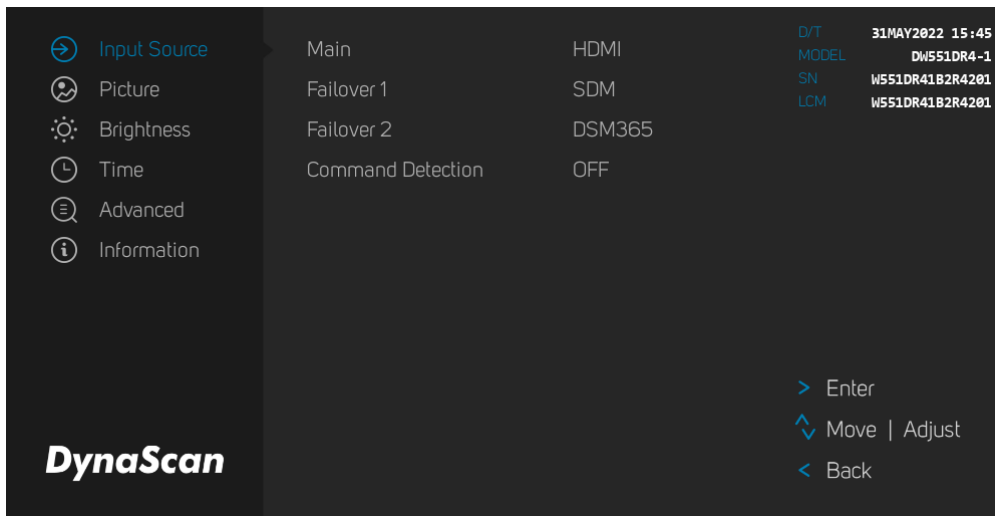 Input Source
Picture
Brightness
Time
Advanced
Information
DynaScan
Main HDMI
Failover 1 SDM
Failover 2 DSM365
Command Detection OFF
D/T 31MAY2022 15:45
MODEL DW551DR4-1
SN W551DR41B2R4201
LCM W551DR41B2R4201
> Enter
Move | Adjust
< Back